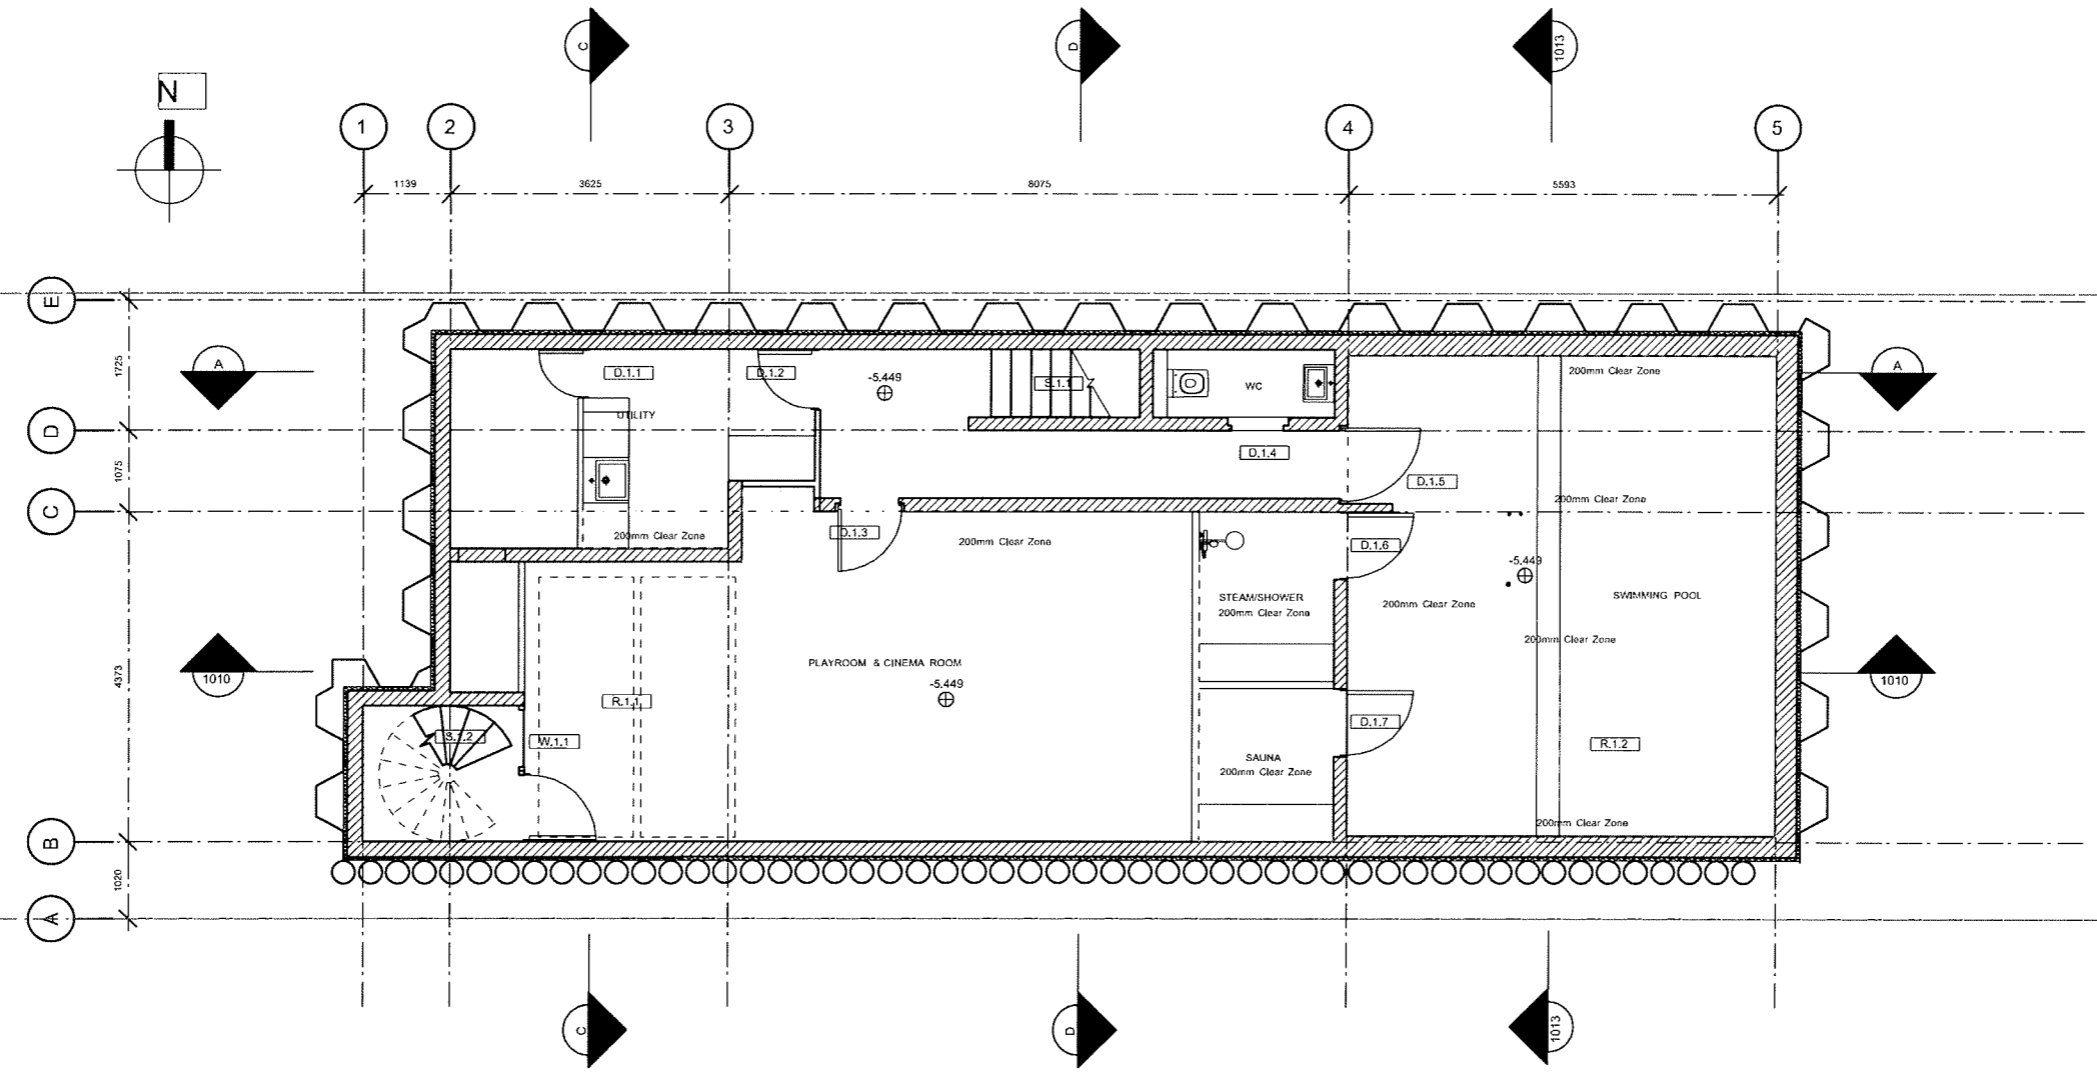 C
D
1013
N
1
2
3
4
5
1139
3625
8075
5593
E
A
A
1725
D.1.1
D.1.2
-5.449
S.1.1
WC
200mm Clear Zone
UTILITY
D
D.1.4
1075
D.1.5
200mm Clear Zone
C
200mm Clear Zone
D.1.3
200mm Clear Zone
D.1.6
-5.449
STEAM/SHOWER
200mm Clear Zone
200mm Clear Zone
SWIMMING POOL
200mm Clear Zone
4373
1010
PLAYROOM & CINEMA ROOM
-5.449
1010
R.1.1
S.1.2
W.1.1
D.1.7
R.1.2
SAUNA
200mm Clear Zone
200mm Clear Zone
B
1020
A
C
D
1013